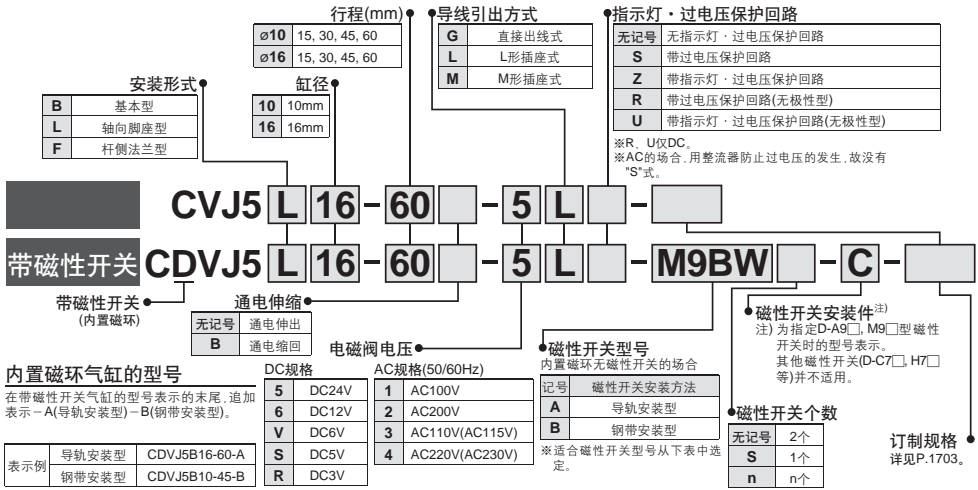 行程(mm)
ø10 15, 30, 45, 60
ø16 15, 30, 45, 60
导线引出方式
G 直接出线式
L L形插座式
M M形插座式
指示灯·过电压保护回路
无记号 无指示灯·过电压保护回路
S 带过电压保护回路
Z 带指示灯·过电压保护回路
R 带过电压保护回路(无极性型)
U 带指示灯·过电压保护回路(无极性型)
※R、U仅DC。
※AC的场合,用整流器防止过电压的发生,故没有
"S"式。
安装形式
B 基本型
L 轴向脚座型
F 杆侧法兰型
缸径
10 10mm
16 16mm
CVJ5 L 16 - 60 □ - 5 L □ - □
带磁性开关 CDVJ5 L 16 - 60 □ - 5 L □ - M9BW □ - C - □
带磁性开关
(内置磁环)
通电伸缩
无记号 通电伸出
B 通电缩回
电磁阀电压
DC规格
5 DC24V
6 DC12V
V DC6V
S DC5V
R DC3V
AC规格(50/60Hz)
1 AC100V
2 AC200V
3 AC110V(AC115V)
4 AC220V(AC230V)
磁性开关型号
内置磁环无磁性开关的场合
记号 磁性开关安装方法
A 导轨安装型
B 钢带安装型
※适合磁性开关型号从下表中选
定。
磁性开关安装件注)
注) 为指定D-A9□, M9□型磁性
开关时的型号表示。
其他磁性开关(D-C7□, H7□
等)并不适用。
磁性开关个数
无记号 2个
S 1个
n n个
订制规格
详见P.1703。
内置磁环气缸的型号
在带磁性开关气缸的型号表示的末尾,追加
表示－A(导轨安装型)－B(钢带安装型)。
表示例 导轨安装型 CDVJ5B16-60-A
钢带安装型 CDVJ5B10-45-B